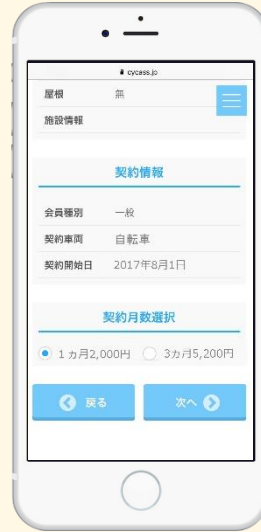 cycass.jp
屋根 無
施設情報
契約情報
会員種別 一般
契約車両 自転車
契約開始日 2017年8月1日
契約月数選択
1ヵ月2,000円 3ヵ月5,200円
戻る 次へ